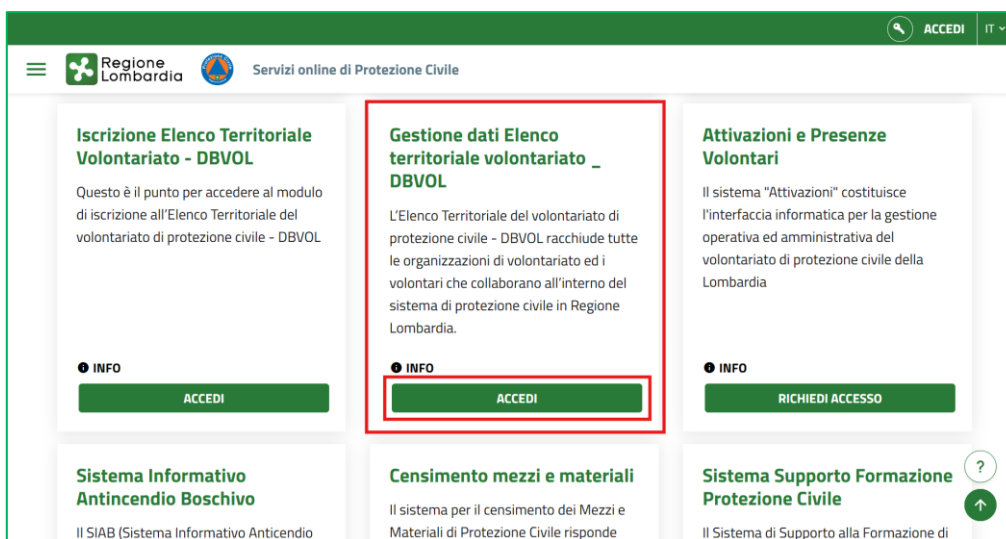 ACCEDI
IT
Regione
Lombardia
Servizi online di Protezione Civile
Iscrizione Elenco Territoriale
Volontariato - DBVOL
Questo è il punto per accedere al modulo
di iscrizione all'Elenco Territoriale del
volontariato di protezione civile - DBVOL
INFO
ACCEDI
Gestione dati Elenco
territoriale volontariato _
DBVOL
L'Elenco Territoriale del volontariato di
protezione civile - DBVOL racchiude tutte
le organizzazioni di volontariato ed i
volontari che collaborano all'interno del
sistema di protezione civile in Regione
Lombardia.
INFO
ACCEDI
Attivazioni e Presenze
Volontari
Il sistema "Attivazioni" costituisce
l'interfaccia informatica per la gestione
operativa ed amministrativa del
volontariato di protezione civile della
Lombardia
INFO
RICHIEDI ACCESSO
Sistema Informativo
Antincendio Boschivo
Il SIAB (Sistema Informativo Anticendio
Censimento mezzi e materiali
Il sistema per il censimento dei Mezzi e
Materiali di Protezione Civile risponde
Sistema Supporto Formazione
Protezione Civile
Il Sistema di Supporto alla Formazione di
?